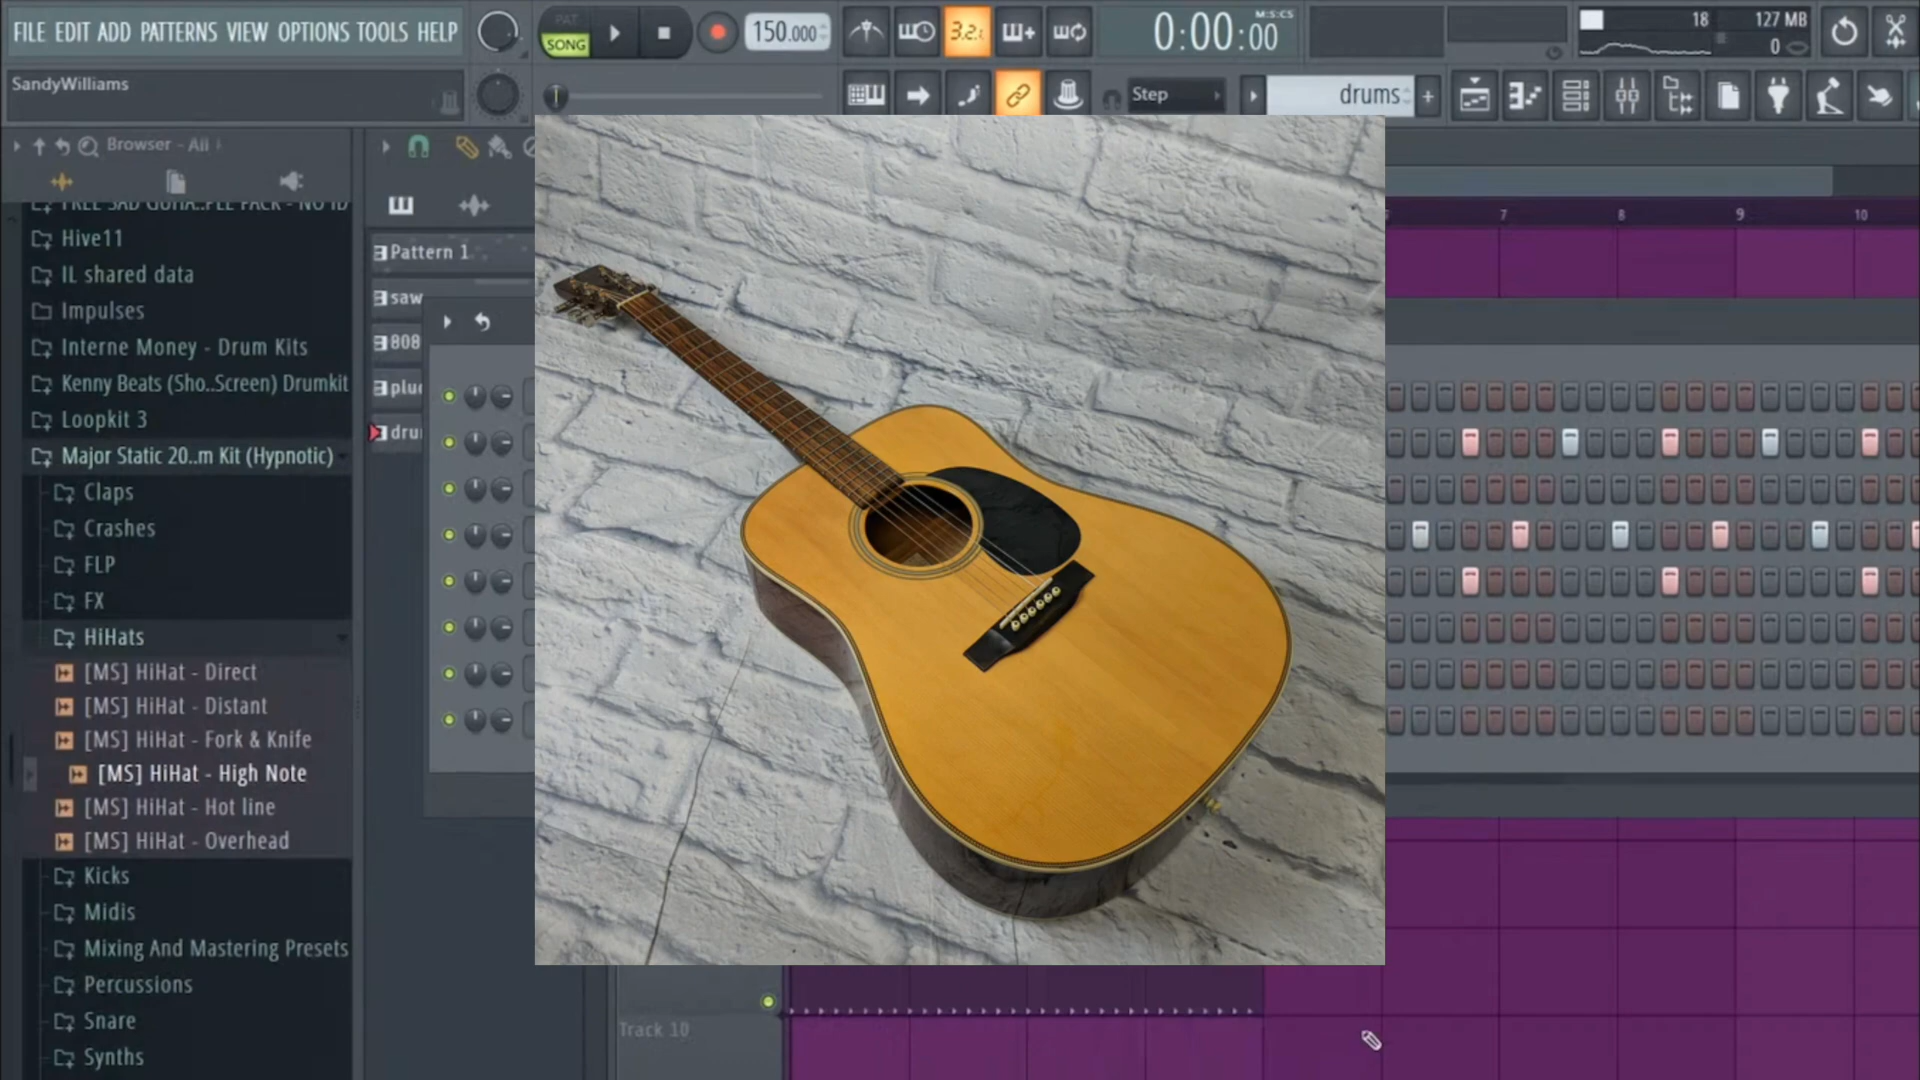 FILE EDIT ADD PATTERNS VIEW OPTIONS TOOLS HELP
PAT
SONG
150.000
3.2
0:00:00
M:S:CS
18
127 MB
0
SandyWilliams
Step
drums
Browser - All
Hive11
IL shared data
Impulses
Interne Money - Drum Kits
Kenny Beats (Sho..Screen) Drumkit
Loopkit 3
Major Static 20..m Kit (Hypnotic)
Claps
Crashes
FLP
FX
HiHats
[MS] HiHat - Direct
[MS] HiHat - Distant
[MS] HiHat - Fork & Knife
[MS] HiHat - High Note
[MS] HiHat - Hot line
[MS] HiHat - Overhead
Kicks
Midis
Mixing And Mastering Presets
Percussions
Snare
Synths
Pattern 1
saw
808
7
8
9
10
Track 10